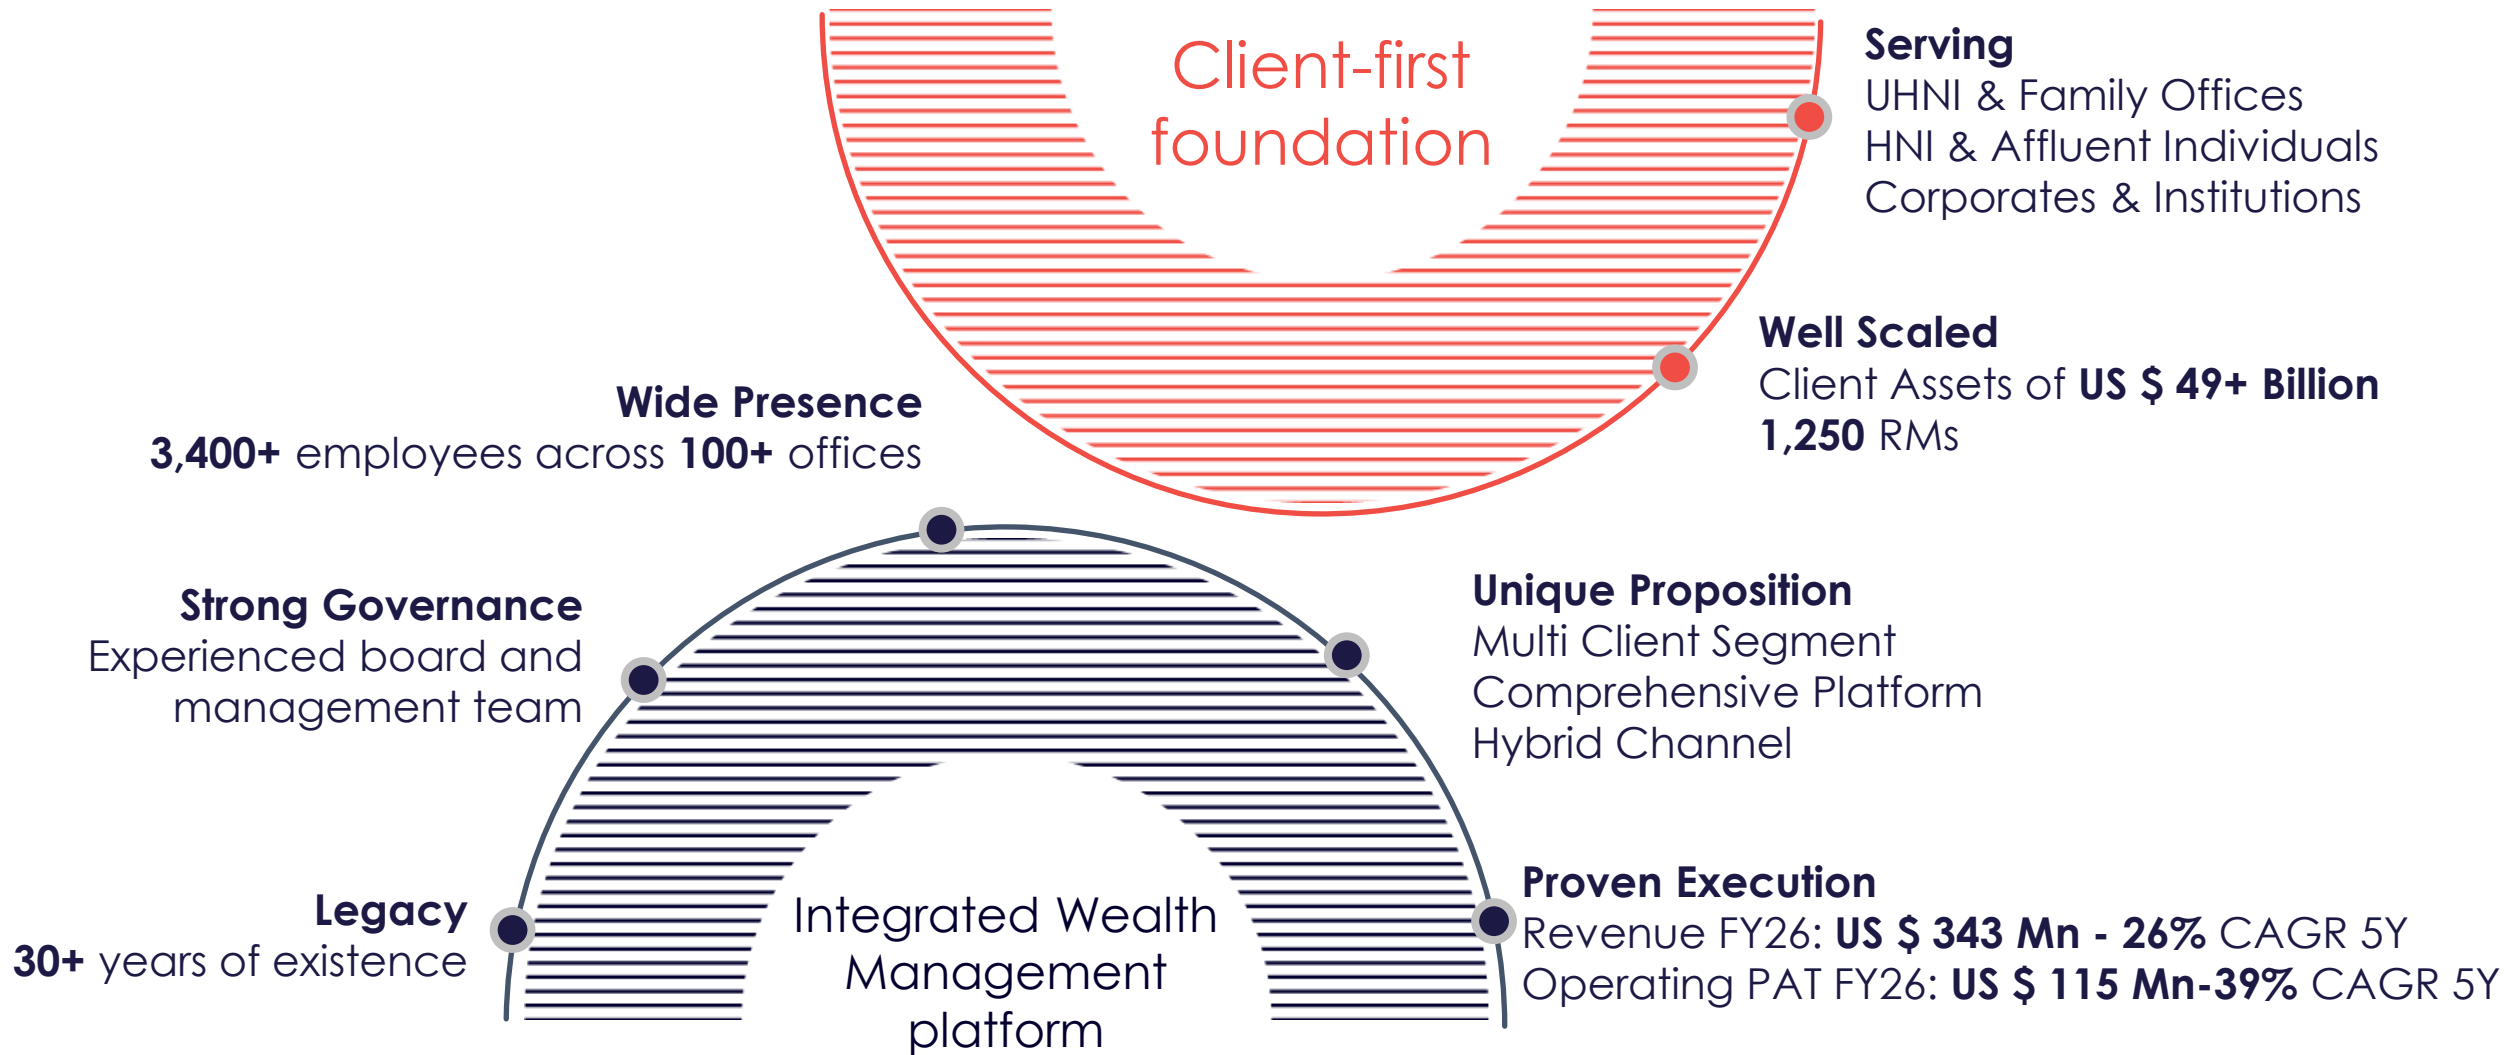 Client-first
foundation
Serving
UHNI & Family Offices
HNI & Affluent Individuals
Corporates & Institutions
Well Scaled
Client Assets of US $ 49+ Billion
1,250 RMs
Wide Presence
3,400+ employees across 100+ offices
Strong Governance
Experienced board and
management team
Legacy
30+ years of existence
Unique Proposition
Multi Client Segment
Comprehensive Platform
Hybrid Channel
Proven Execution
Revenue FY26: US $ 343 Mn - 26% CAGR 5Y
Operating PAT FY26: US $ 115 Mn-39% CAGR 5Y
Integrated Wealth
Management
platform